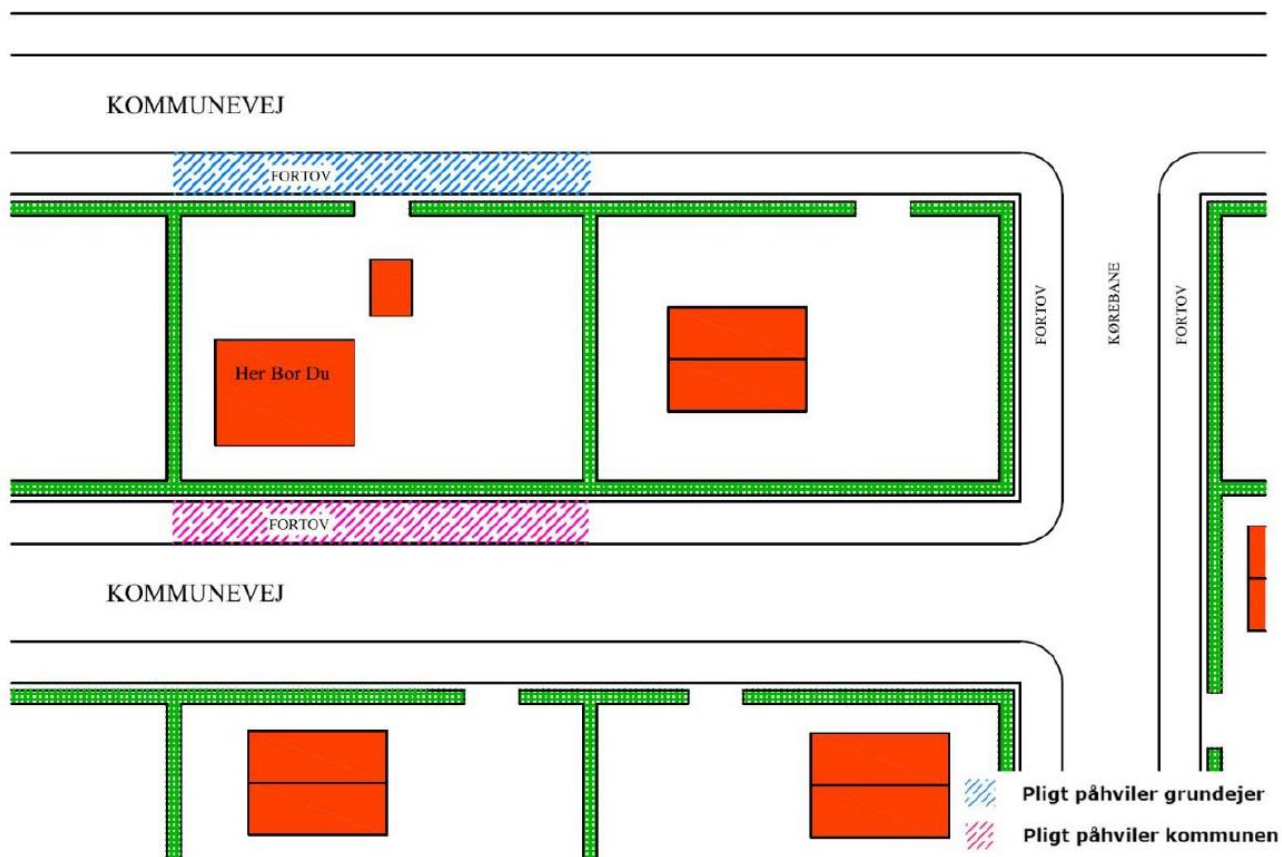 KOMMUNEVEJ
FORTOV
FORTOV
KØREBANE
FORTOV
Her Bor Du
FORTOV
KOMMUNEVEJ
Pligt påhviler grundejer
Pligt påhviler kommunen